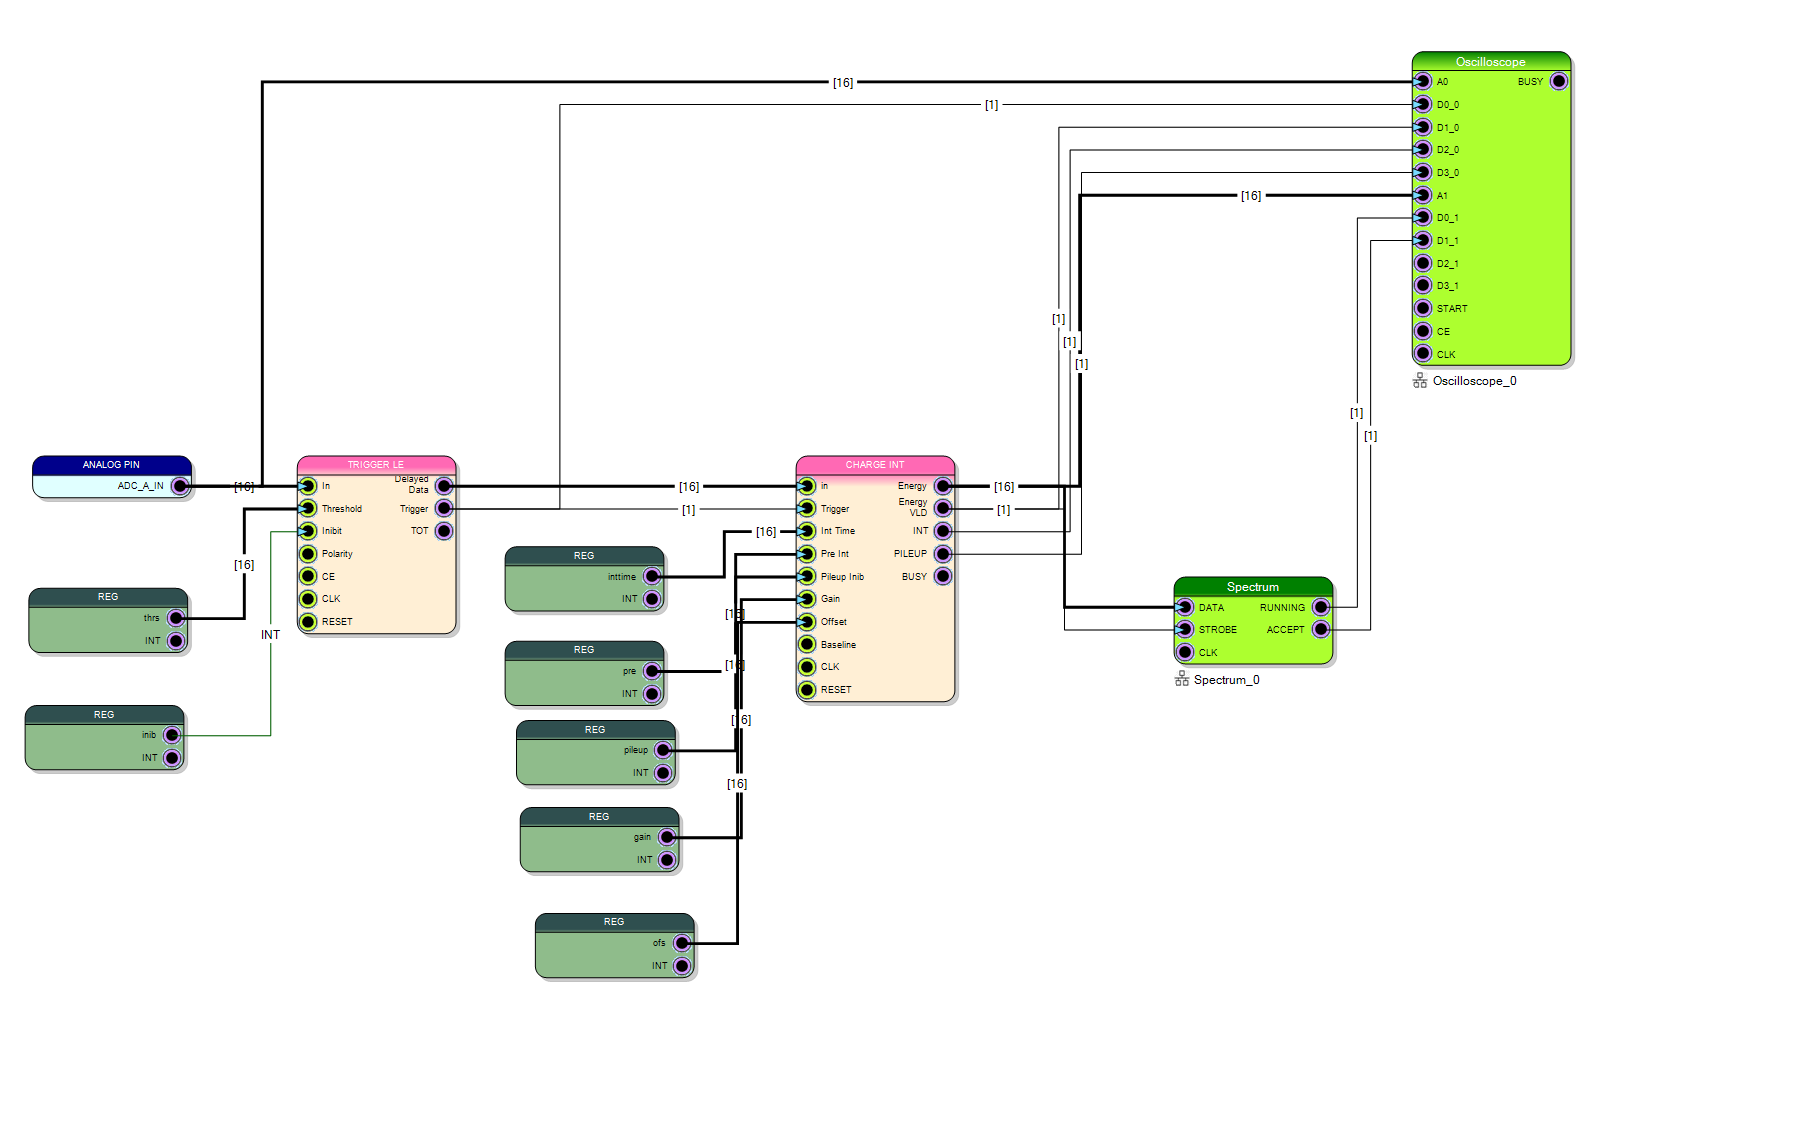 Oscilloscope
A0
BUSY
[16]
D0_0
[1]
D1_0
D2_0
D3_0
A1
[16]
D0_1
D1_1
D2_1
D3_1
START
CE
CLK
Oscilloscope_0
[1]
[1]
[1]
[1]
[1]
ANALOG PIN
ADC_A_IN
[16]
TRIGGER LE
In
Threshold
Inibit
Polarity
CE
CLK
RESET
Delayed
Data
Trigger
TOT
[16]
[1]
[16]
INT
REG
thrs
INT
REG
inib
INT
REG
inttime
INT
[16]
REG
pre
INT
[16]
REG
pileup
INT
[16]
REG
gain
INT
[16]
REG
ofs
INT
[16]
CHARGE INT
in
Trigger
Int Time
Pre Int
Pileup Inib
Gain
Offset
Baseline
CLK
RESET
Energy
Energy
VLD
INT
PILEUP
BUSY
[16]
[1]
Spectrum
DATA
STROBE
CLK
RUNNING
ACCEPT
Spectrum_0